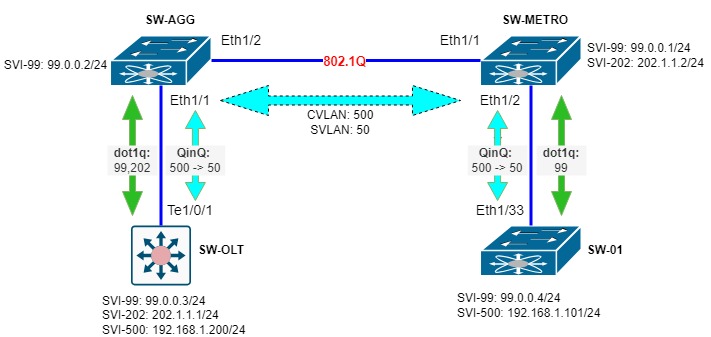 SW-AGG
SW-METRO
Eth1/2
Eth1/1
SVI-99: 99.0.0.2/24
802.1Q
SVI-99: 99.0.0.1/24
SVI-202: 202.1.1.2/24
Eth1/1
Eth1/2
CVLAN: 500
SVLAN: 50
dot1q:
99,202
QinQ:
500 -> 50
QinQ:
500 -> 50
dot1q:
99
Te1/0/1
Eth1/33
SW-OLT
SW-01
SVI-99: 99.0.0.3/24
SVI-202: 202.1.1.1/24
SVI-500: 192.168.1.200/24
SVI-99: 99.0.0.4/24
SVI-500: 192.168.1.101/24